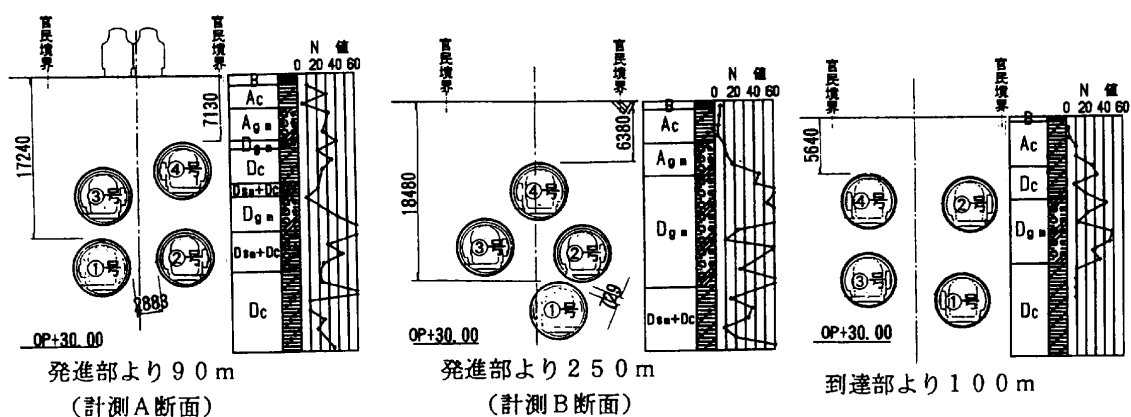 官民境界
官民境界
N 値
0 20 40 60
B
Ac
Agm
Dgm
Dc
Dsm+Dc
Dgm
Dsm+Dc
Dc
7130
17240
③号
④号
①号
②号
2883
OP+30.00
発進部より90m
(計測A断面)
官民境界
官民境界
N 値
0 20 40 60
B
Ac
Agm
Dgm
Dsm+Dc
6380
18480
④号
③号
②号
①号
729
OP+30.00
発進部より250m
(計測B断面)
官民境界
官民境界
N 値
0 20 40 60
B
Ac
Dc
Dgm
Dc
5640
④号
②号
③号
①号
OP+30.00
到達部より100m